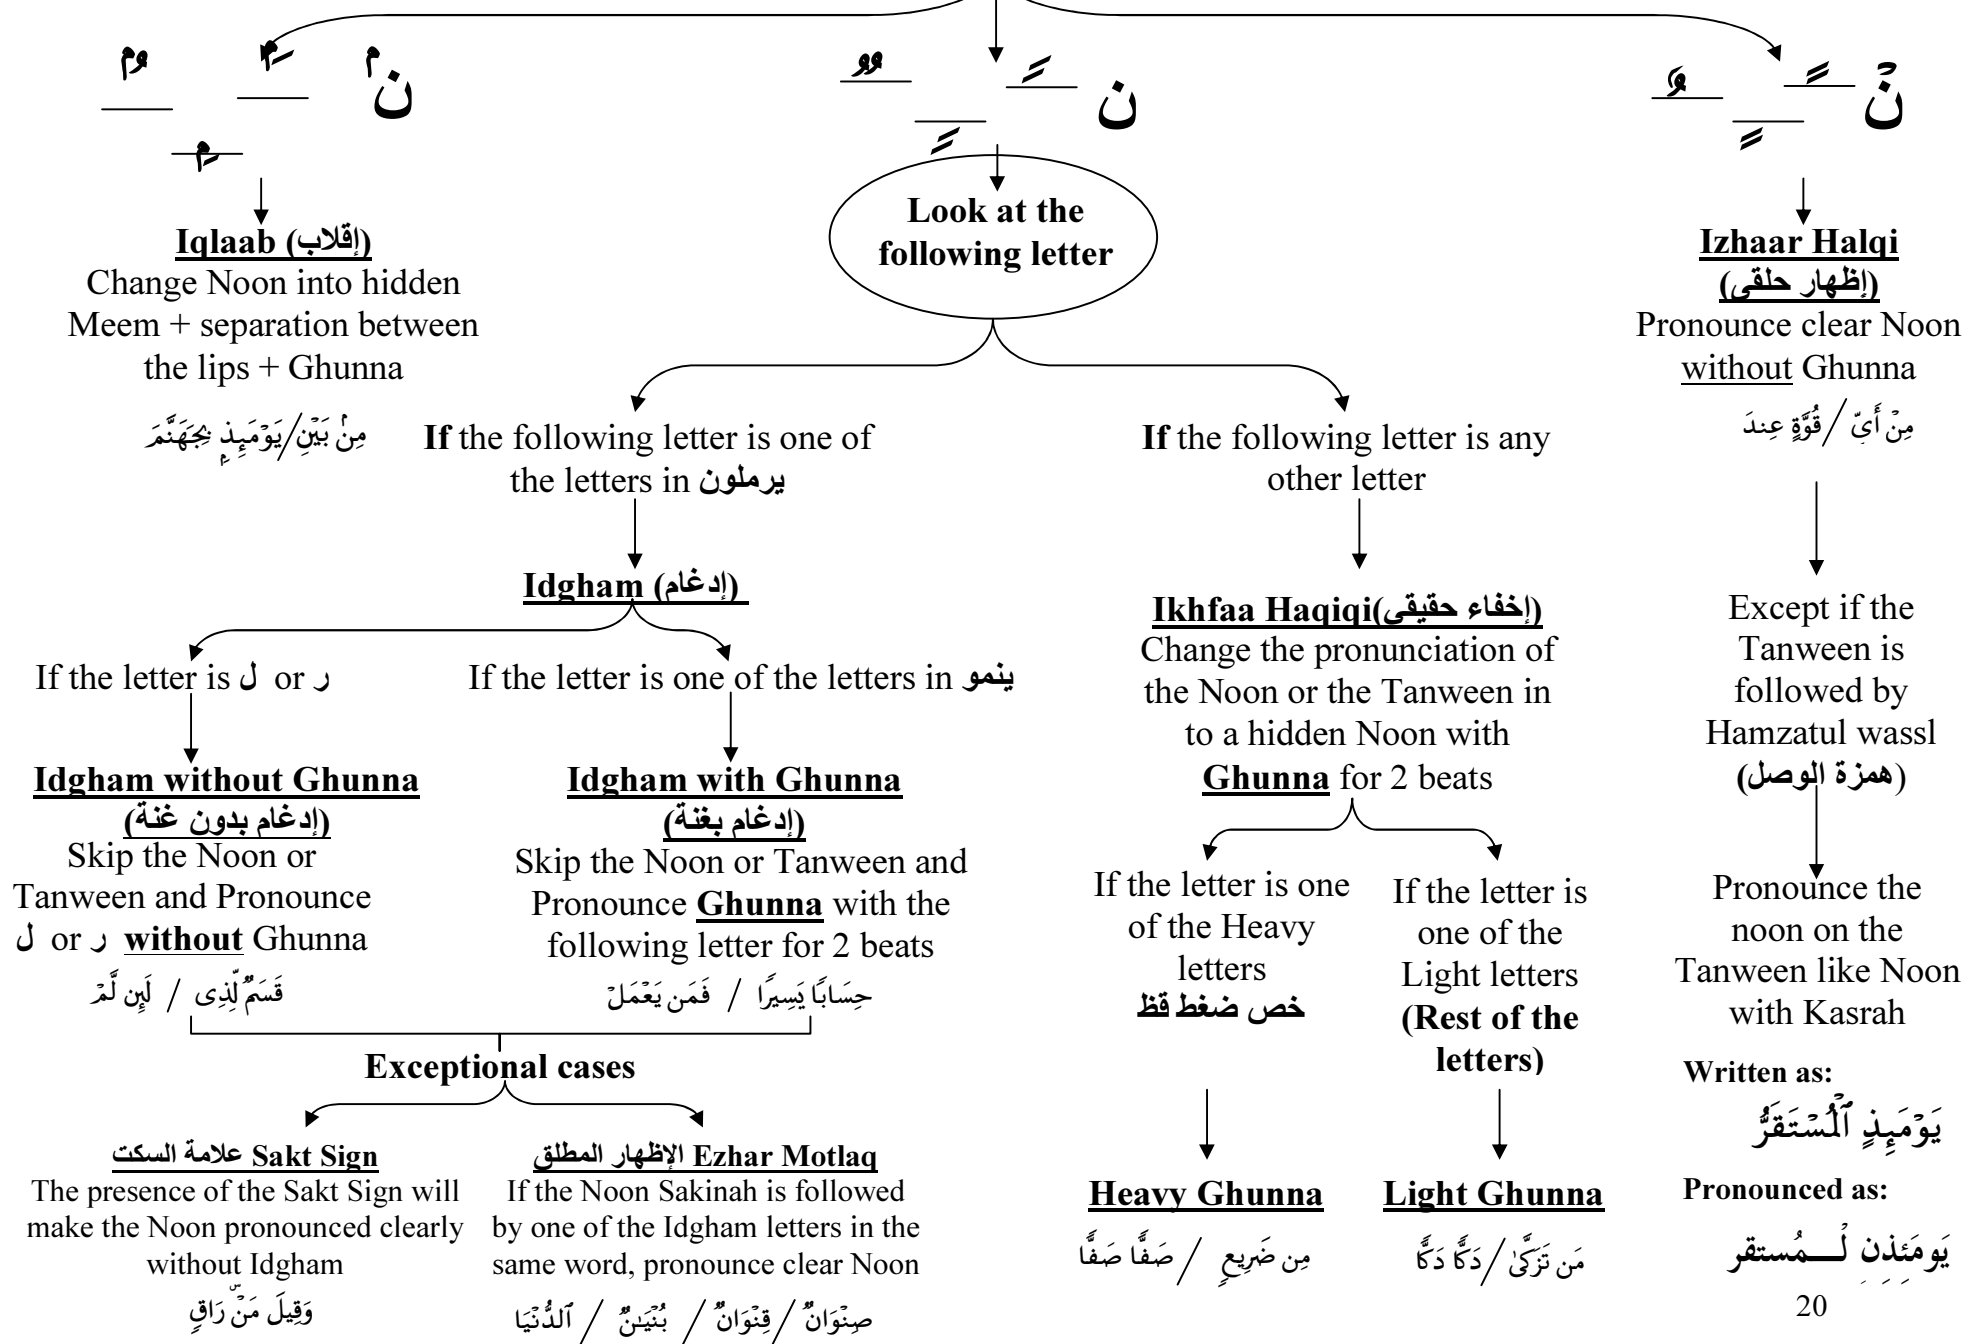 نۢ
ن
نۡ
Iqlaab (إقلاب)
Change Noon into hidden
Meem + separation between
the lips + Ghunna
مِنۢ بَيۡنِ/يَوۡمَئِذِۭ بِجَهَنَّمَ
Look at the
following letter
Izhaar Halqi
(إظهار حلقى)
Pronounce clear Noon
without Ghunna
مِنۡ أَيِّ / قُوَّةٍ عِندَ
If the following letter is one of
the letters in يرملون
If the following letter is any
other letter
Idgham (إدغام)
If the letter is ل or ر
If the letter is one of the letters in ينمو
Idgham without Ghunna
(إدغام بدون غنة)
Skip the Noon or
Tanween and Pronounce
ل or ر without Ghunna
قَسَمٞ لِّذِى / لَئِن لَّمۡ
Idgham with Ghunna
(إدغام بغنة)
Skip the Noon or Tanween and
Pronounce Ghunna with the
following letter for 2 beats
حِسَابٗا يَسِيرٗا / فَمَن يَعۡمَلۡ
Exceptional cases
علامة السكت Sakt Sign
The presence of the Sakt Sign will
make the Noon pronounced clearly
without Idgham
وَقِيلَ مَنۡۜ رَاقٖ
الإظهار المطلق Ezhar Motlaq
If the Noon Sakinah is followed
by one of the Idgham letters in the
same word, pronounce clear Noon
صِنۡوَانٞ / قِنۡوَانٞ / بُنۡيَـٰنٞ / ٱلدُّنۡيَا
Ikhfaa Haqiqi(إخفاء حقيقى)
Change the pronunciation of
the Noon or the Tanween in
to a hidden Noon with
Ghunna for 2 beats
If the letter is one
of the Heavy
letters
خص ضغط قظ
Heavy Ghunna
مِن ضَرِيعٖ / صَفّٗا صَفّٗا
If the letter is
one of the
Light letters
(Rest of the
letters)
Light Ghunna
مَن تَزَكَّىٰ / دَكّٗا دَكّٗا
Except if the
Tanween is
followed by
Hamzatul wassl
(همزة الوصل)
Pronounce the
noon on the
Tanween like Noon
with Kasrah
Written as:
يَوۡمَئِذٍ ٱلۡمُسۡتَقَرُّ
Pronounced as:
يَومَئِذِنِ لْـــمُستقر
20